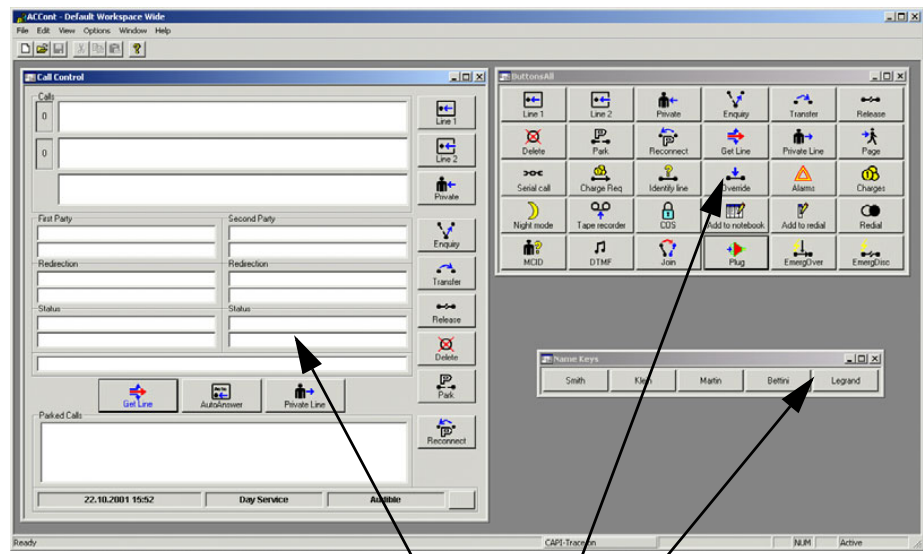 ACCont - Default Workspace Wide
File Edit View Options Window Help
Call Control
Calls
0
Line 1
0
Line 2
Private
First Party Second Party
Enquiry
Redirection Redirection
Transfer
Status Status
Release
Delete
Get Line AutoAnswer Private Line
Park
Parked Calls
Reconnect
22.10.2001 15:52 Day Service Audible
ButtonsAll
Line 1 Line 2 Private Enquiry Transfer Release
Delete Park Reconnect Get Line Private Line Page
Serial call Charge Req Identify line Override Alarms Charges
Night mode Tape recorder COS Add to notebook Add to redial Redial
MCID DTMF Join Plug EmergOver EmergDisc
Name Keys
Smith Klein Martin Bettini Legrand
Ready CAPI-Trace on NUM Active